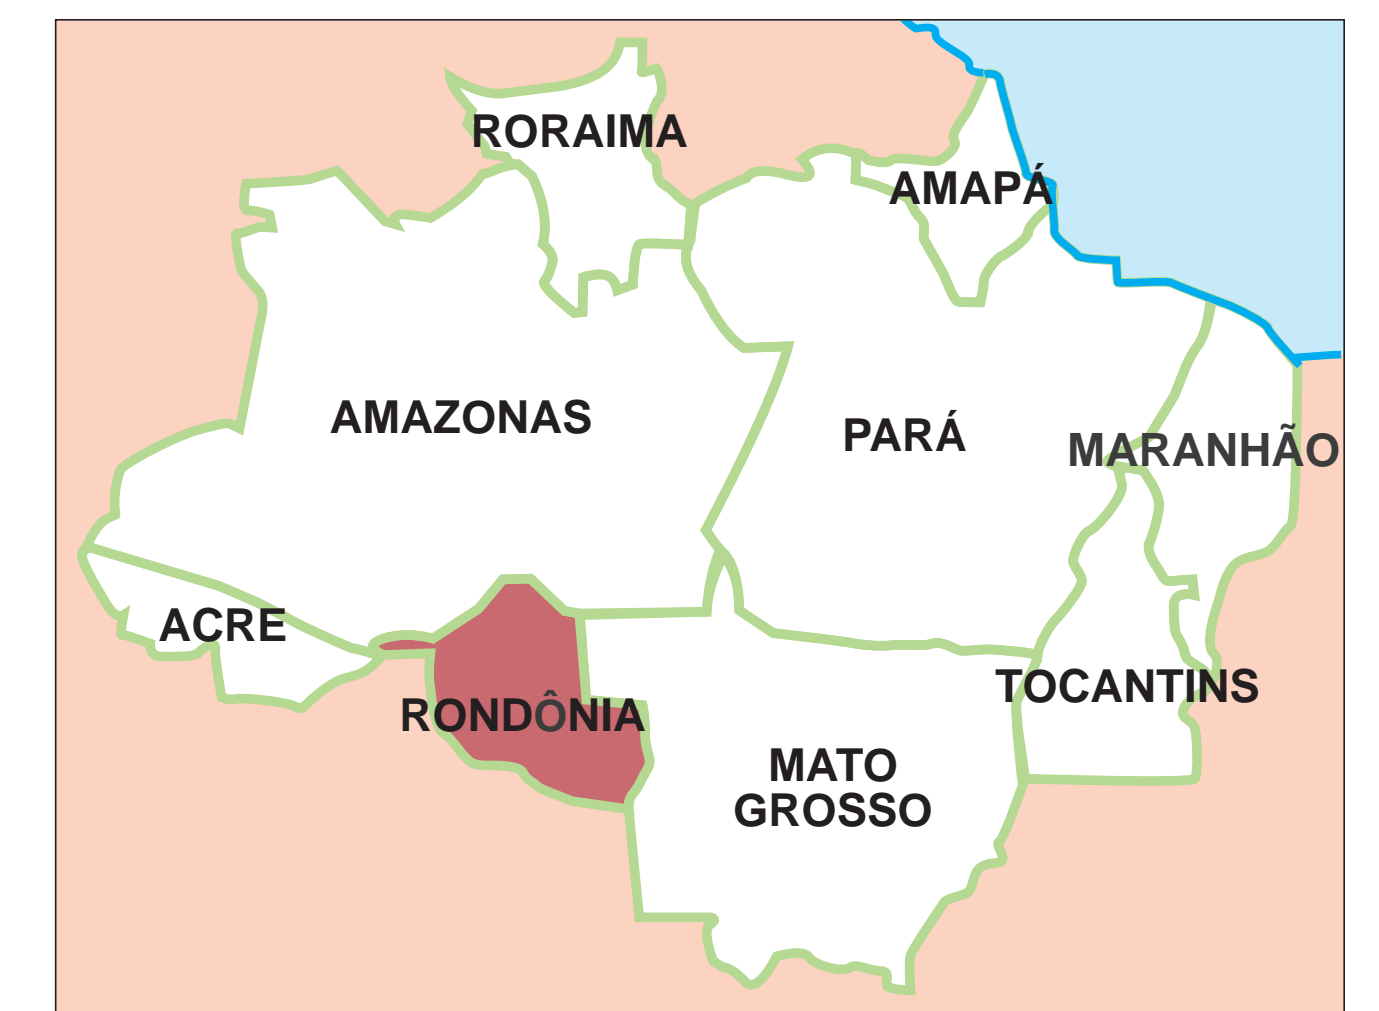 RORAIMA
AMAPÁ
AMAZONAS
PARÁ
MARANHÃO
ACRE
RONDÔNIA
TOCANTINS
MATO
GROSSO